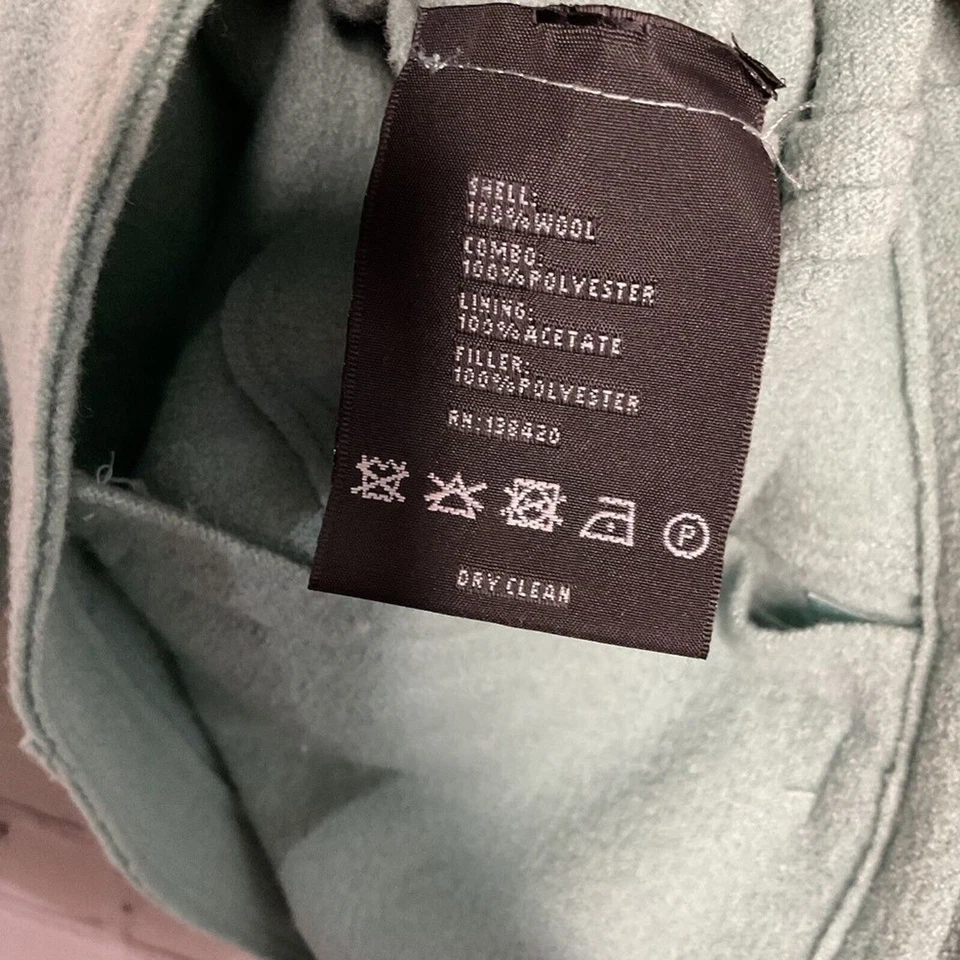 SHELL:
100%WOOL
COMBO:
100%POLYESTER
LINING:
100%ACETATE
FILLER:
100%POLYESTER
RN:138420
P
DRY CLEAN